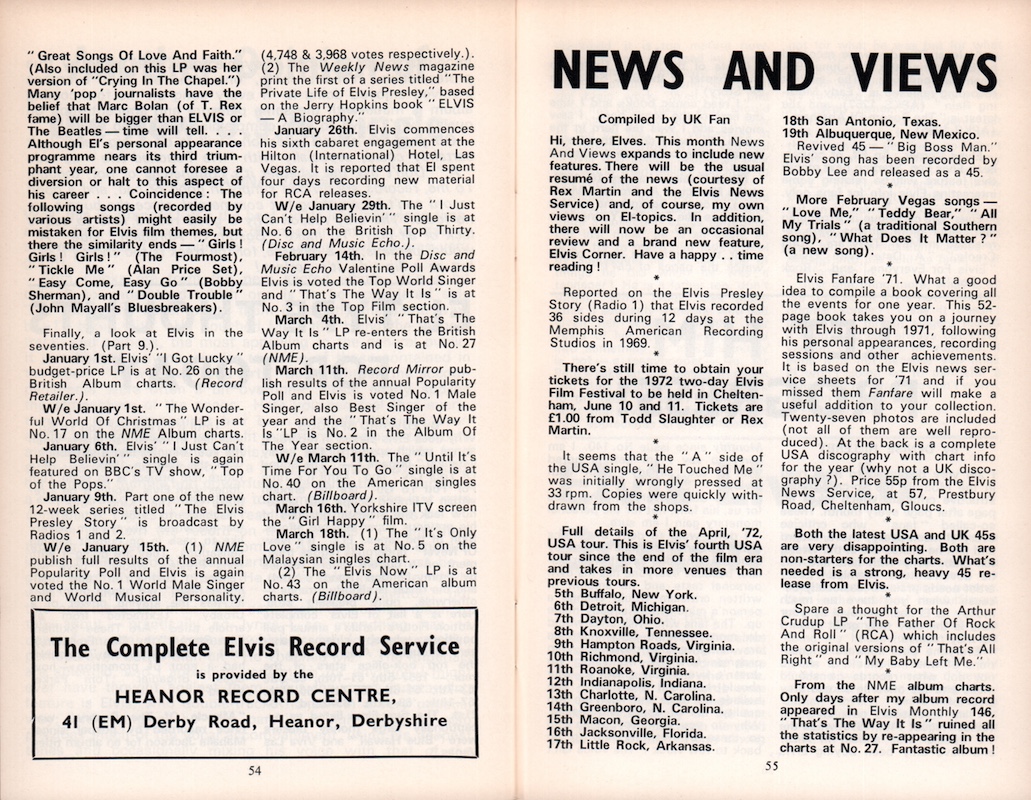 “Great Songs Of Love And Faith.”
(Also included on this LP was her
version of “Crying In The Chapel.”)
Many ‘pop’ journalists have the
belief that Marc Bolan (of T. Rex
fame) will be bigger than ELVIS or
The Beatles — time will tell. . . .
Although El’s personal appearance
programme nears its third trium-
phant year, one cannot foresee a
diversion or halt to this aspect of
his career . . . Coincidence : The
following songs (recorded by
various artists) might easily be
mistaken for Elvis film themes, but
there the similarity ends — “Girls !
Girls ! Girls !” (The Fourmost),
“Tickle Me” (Alan Price Set),
“Easy Come, Easy Go” (Bobby
Sherman), and “Double Trouble”
(John Mayall’s Bluesbreakers).
Finally, a look at Elvis in the
seventies. (Part 9.).
January 1st. Elvis’ “I Got Lucky”
budget-price LP is at No. 26 on the
British Album charts. (Record
Retailer.).
W/e January 1st. “The Wonder-
ful World Of Christmas” LP is at
No. 17 on the NME Album charts.
January 6th. Elvis’ “I Just Can’t
Help Believin’” single is again
featured on BBC’s TV show, “Top
of the Pops.”
January 9th. Part one of the new
12-week series titled “The Elvis
Presley Story” is broadcast by
Radios 1 and 2.
W/e January 15th. (1) NME
publish full results of the annual
Popularity Poll and Elvis is again
voted the No. 1 World Male Singer
and World Musical Personality.
(4,748 & 3,968 votes respectively.).
(2) The Weekly News magazine
print the first of a series titled “The
Private Life of Elvis Presley,” based
on the Jerry Hopkins book “ELVIS
— A Biography.”
January 26th. Elvis commences
his sixth cabaret engagement at the
Hilton (International) Hotel, Las
Vegas. It is reported that El spent
four days recording new material
for RCA releases.
W/e January 29th. The “I Just
Can’t Help Believin’” single is at
No. 6 on the British Top Thirty.
(Disc and Music Echo.).
February 14th. In the Disc and
Music Echo Valentine Poll Awards
Elvis is voted the Top World Singer
and “That’s The Way It Is” is at
No. 3 in the Top Film section.
March 4th. Elvis’ “That’s The
Way It Is” LP re-enters the British
Album charts and is at No. 27
(NME).
March 11th. Record Mirror pub-
lish results of the annual Popularity
Poll and Elvis is voted No. 1 Male
Singer, also Best Singer of the
year and the “That’s The Way It
Is” LP is No. 2 in the Album Of
The Year section.
W/e March 11th. The “Until It’s
Time For You To Go” single is at
No. 40 on the American singles
chart. (Billboard).
March 16th. Yorkshire ITV screen
the “Girl Happy” film.
March 18th. (1) The “It’s Only
Love” single is at No. 5 on the
Malaysian singles chart.
(2) The “Elvis Now” LP is at
No. 43 on the American album
charts. (Billboard).
The Complete Elvis Record Service
is provided by the
HEANOR RECORD CENTRE,
41 (EM) Derby Road, Heanor, Derbyshire
54
NEWS AND VIEWS
Compiled by UK Fan
Hi, there, Elves. This month News
And Views expands to include new
features. There will be the usual
resumé of the news (courtesy of
Rex Martin and the Elvis News
Service) and, of course, my own
views on El-topics. In addition,
there will now be an occasional
review and a brand new feature,
Elvis Corner. Have a happy . . time
reading !
*
Reported on the Elvis Presley
Story (Radio 1) that Elvis recorded
36 sides during 12 days at the
Memphis American Recording
Studios in 1969.
*
There’s still time to obtain your
tickets for the 1972 two-day Elvis
Film Festival to be held in Chelten-
ham, June 10 and 11. Tickets are
£1.00 from Todd Slaughter or Rex
Martin.
*
It seems that the “A” side of
the USA single, “He Touched Me”
was initially wrongly pressed at
33 rpm. Copies were quickly with-
drawn from the shops.
*
Full details of the April, ’72,
USA tour. This is Elvis’ fourth USA
tour since the end of the film era
and takes in more venues than
previous tours.
5th Buffalo, New York.
6th Detroit, Michigan.
7th Dayton, Ohio.
8th Knoxville, Tennessee.
9th Hampton Roads, Virginia.
10th Richmond, Virginia.
11th Roanoke, Virginia.
12th Indianapolis, Indiana.
13th Charlotte, N. Carolina.
14th Greenboro, N. Carolina.
15th Macon, Georgia.
16th Jacksonville, Florida.
17th Little Rock, Arkansas.
18th San Antonio, Texas.
19th Albuquerque, New Mexico.
Revived 45 — “Big Boss Man.”
Elvis’ song has been recorded by
Bobby Lee and released as a 45.
*
More February Vegas songs —
“Love Me,” “Teddy Bear,” “All
My Trials” (a traditional Southern
song), “What Does It Matter ?”
(a new song).
*
Elvis Fanfare ’71. What a good
idea to compile a book covering all
the events for one year. This 52-
page book takes you on a journey
with Elvis through 1971, following
his personal appearances, recording
sessions and other achievements.
It is based on the Elvis news ser-
vice sheets for ’71 and if you
missed them Fanfare will make a
useful addition to your collection.
Twenty-seven photos are included
(not all of them are well repro-
duced). At the back is a complete
USA discography with chart info
for the year (why not a UK disco-
graphy ?). Price 55p from the Elvis
News Service, at 57, Prestbury
Road, Cheltenham, Gloucs.
*
Both the latest USA and UK 45s
are very disappointing. Both are
non-starters for the charts. What’s
needed is a strong, heavy 45 re-
lease from Elvis.
*
Spare a thought for the Arthur
Crudup LP “The Father Of Rock
And Roll” (RCA) which includes
the original versions of “That’s All
Right” and “My Baby Left Me.”
*
From the NME album charts.
Only days after my album record
appeared in Elvis Monthly 146,
“That’s The Way It Is” ruined all
the statistics by re-appearing in the
charts at No. 27. Fantastic album !
55